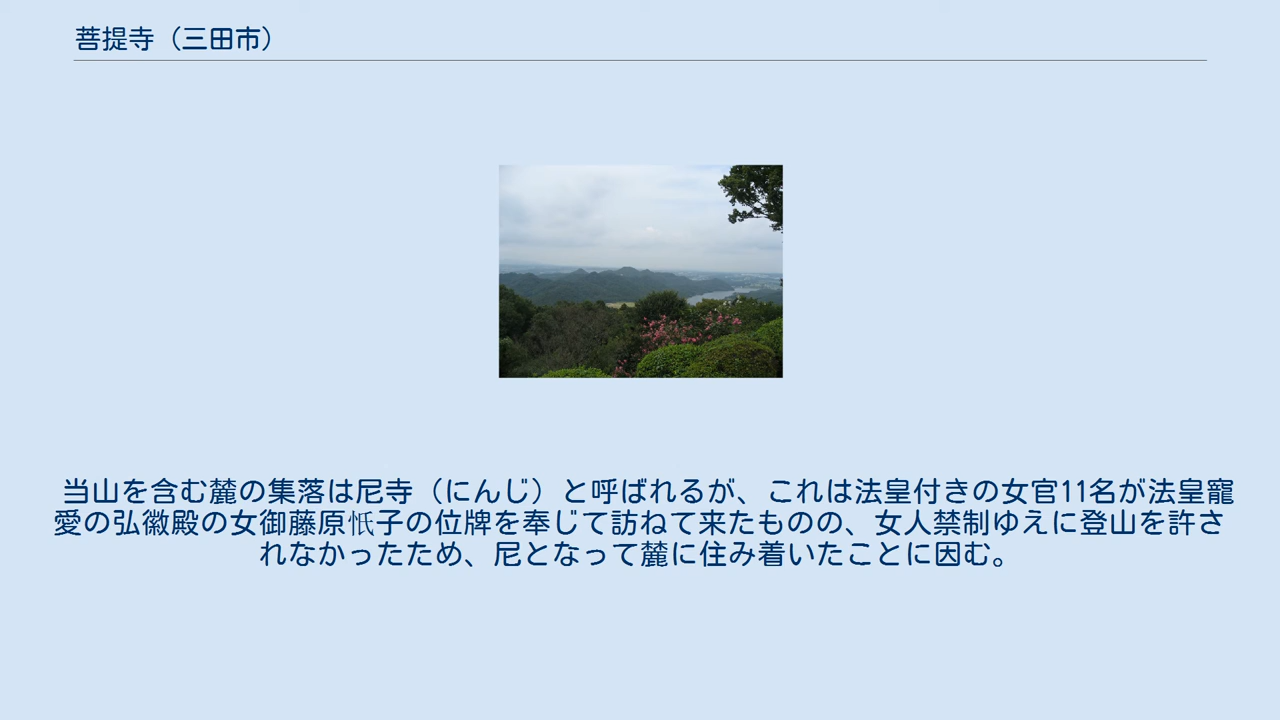 菩提寺（三田市）
当山を含む麓の集落は尼寺（にんじ）と呼ばれるが、これは法皇付きの女官11名が法皇寵
愛の弘徽殿の女御藤原忯子の位牌を奉じて訪ねて来たものの、女人禁制ゆえに登山を許さ
れなかったため、尼となって麓に住み着いたことに因む。